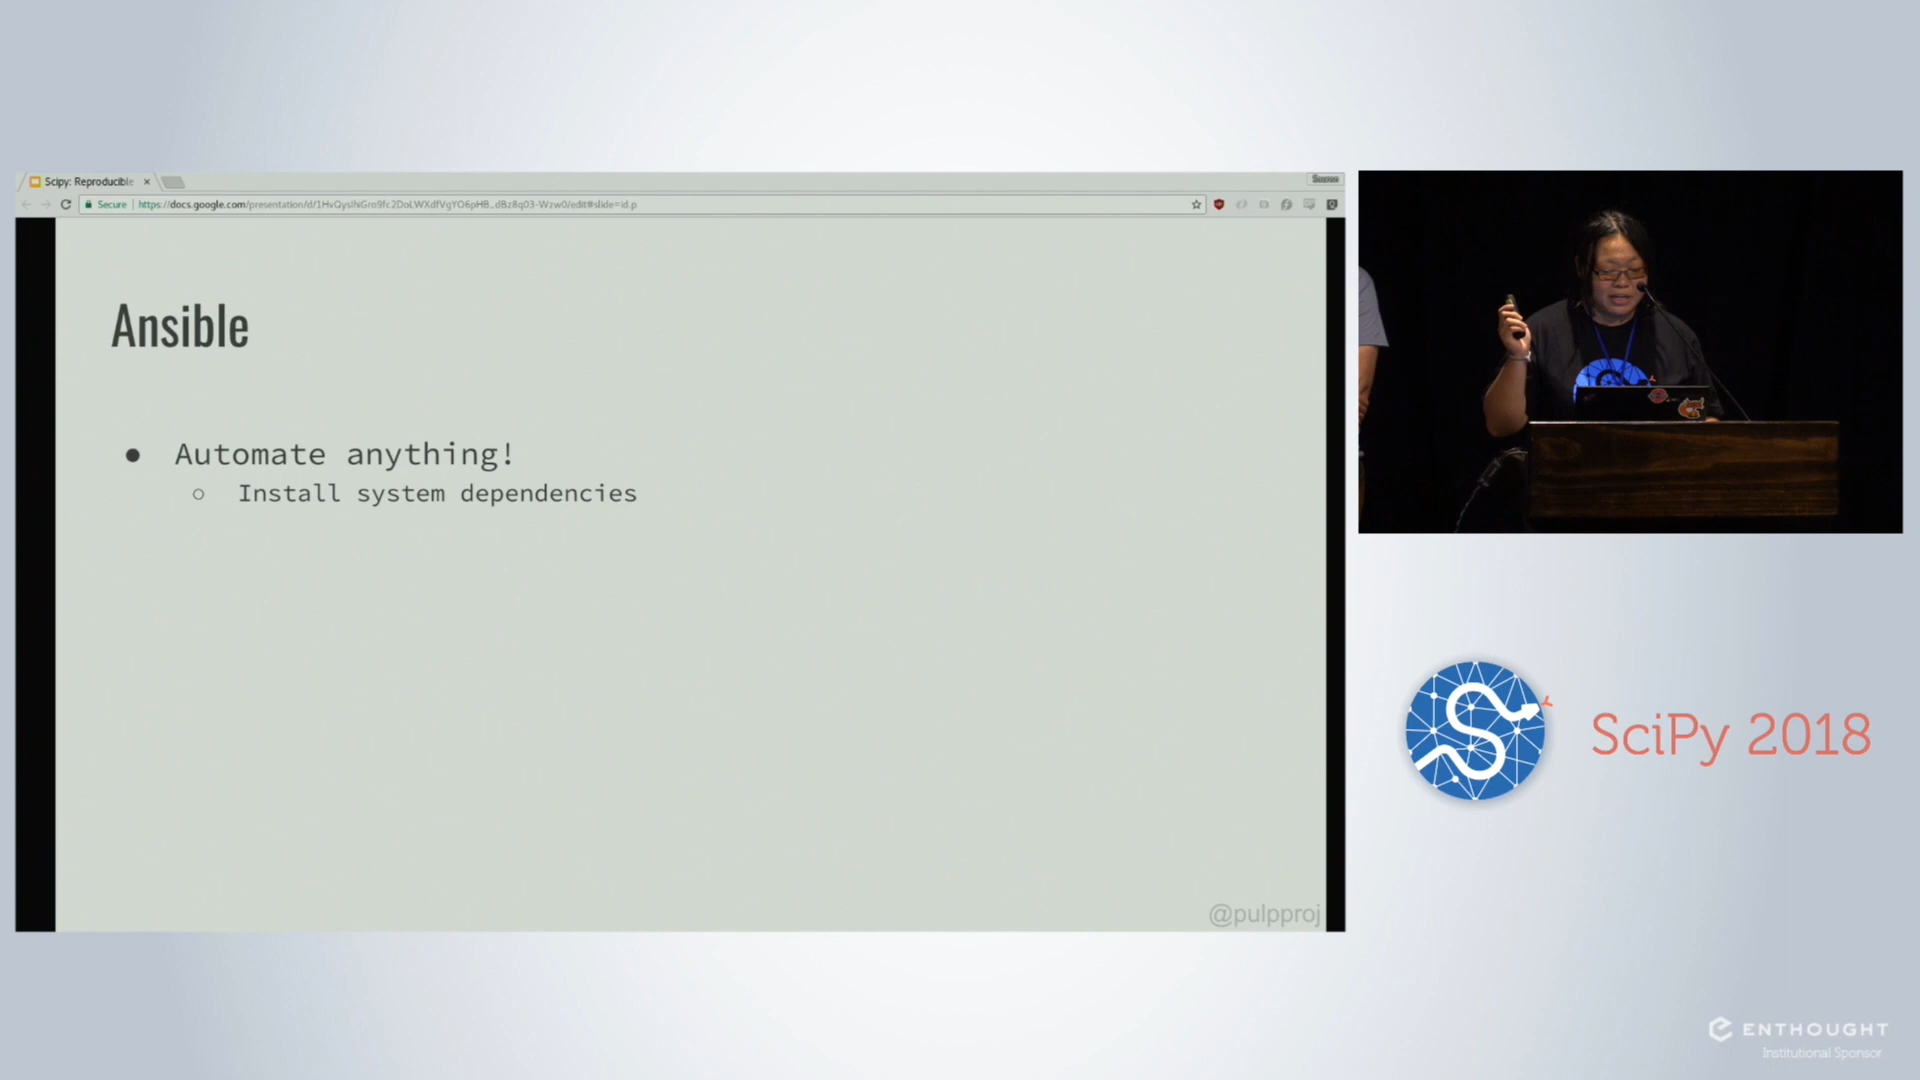 Scipy: Reproducible
Secure
Ansible
● Automate anything!
○ Install system dependencies
@pulpproj
SciPy 2018
ENTHOUGHT
Institutional Sponsor